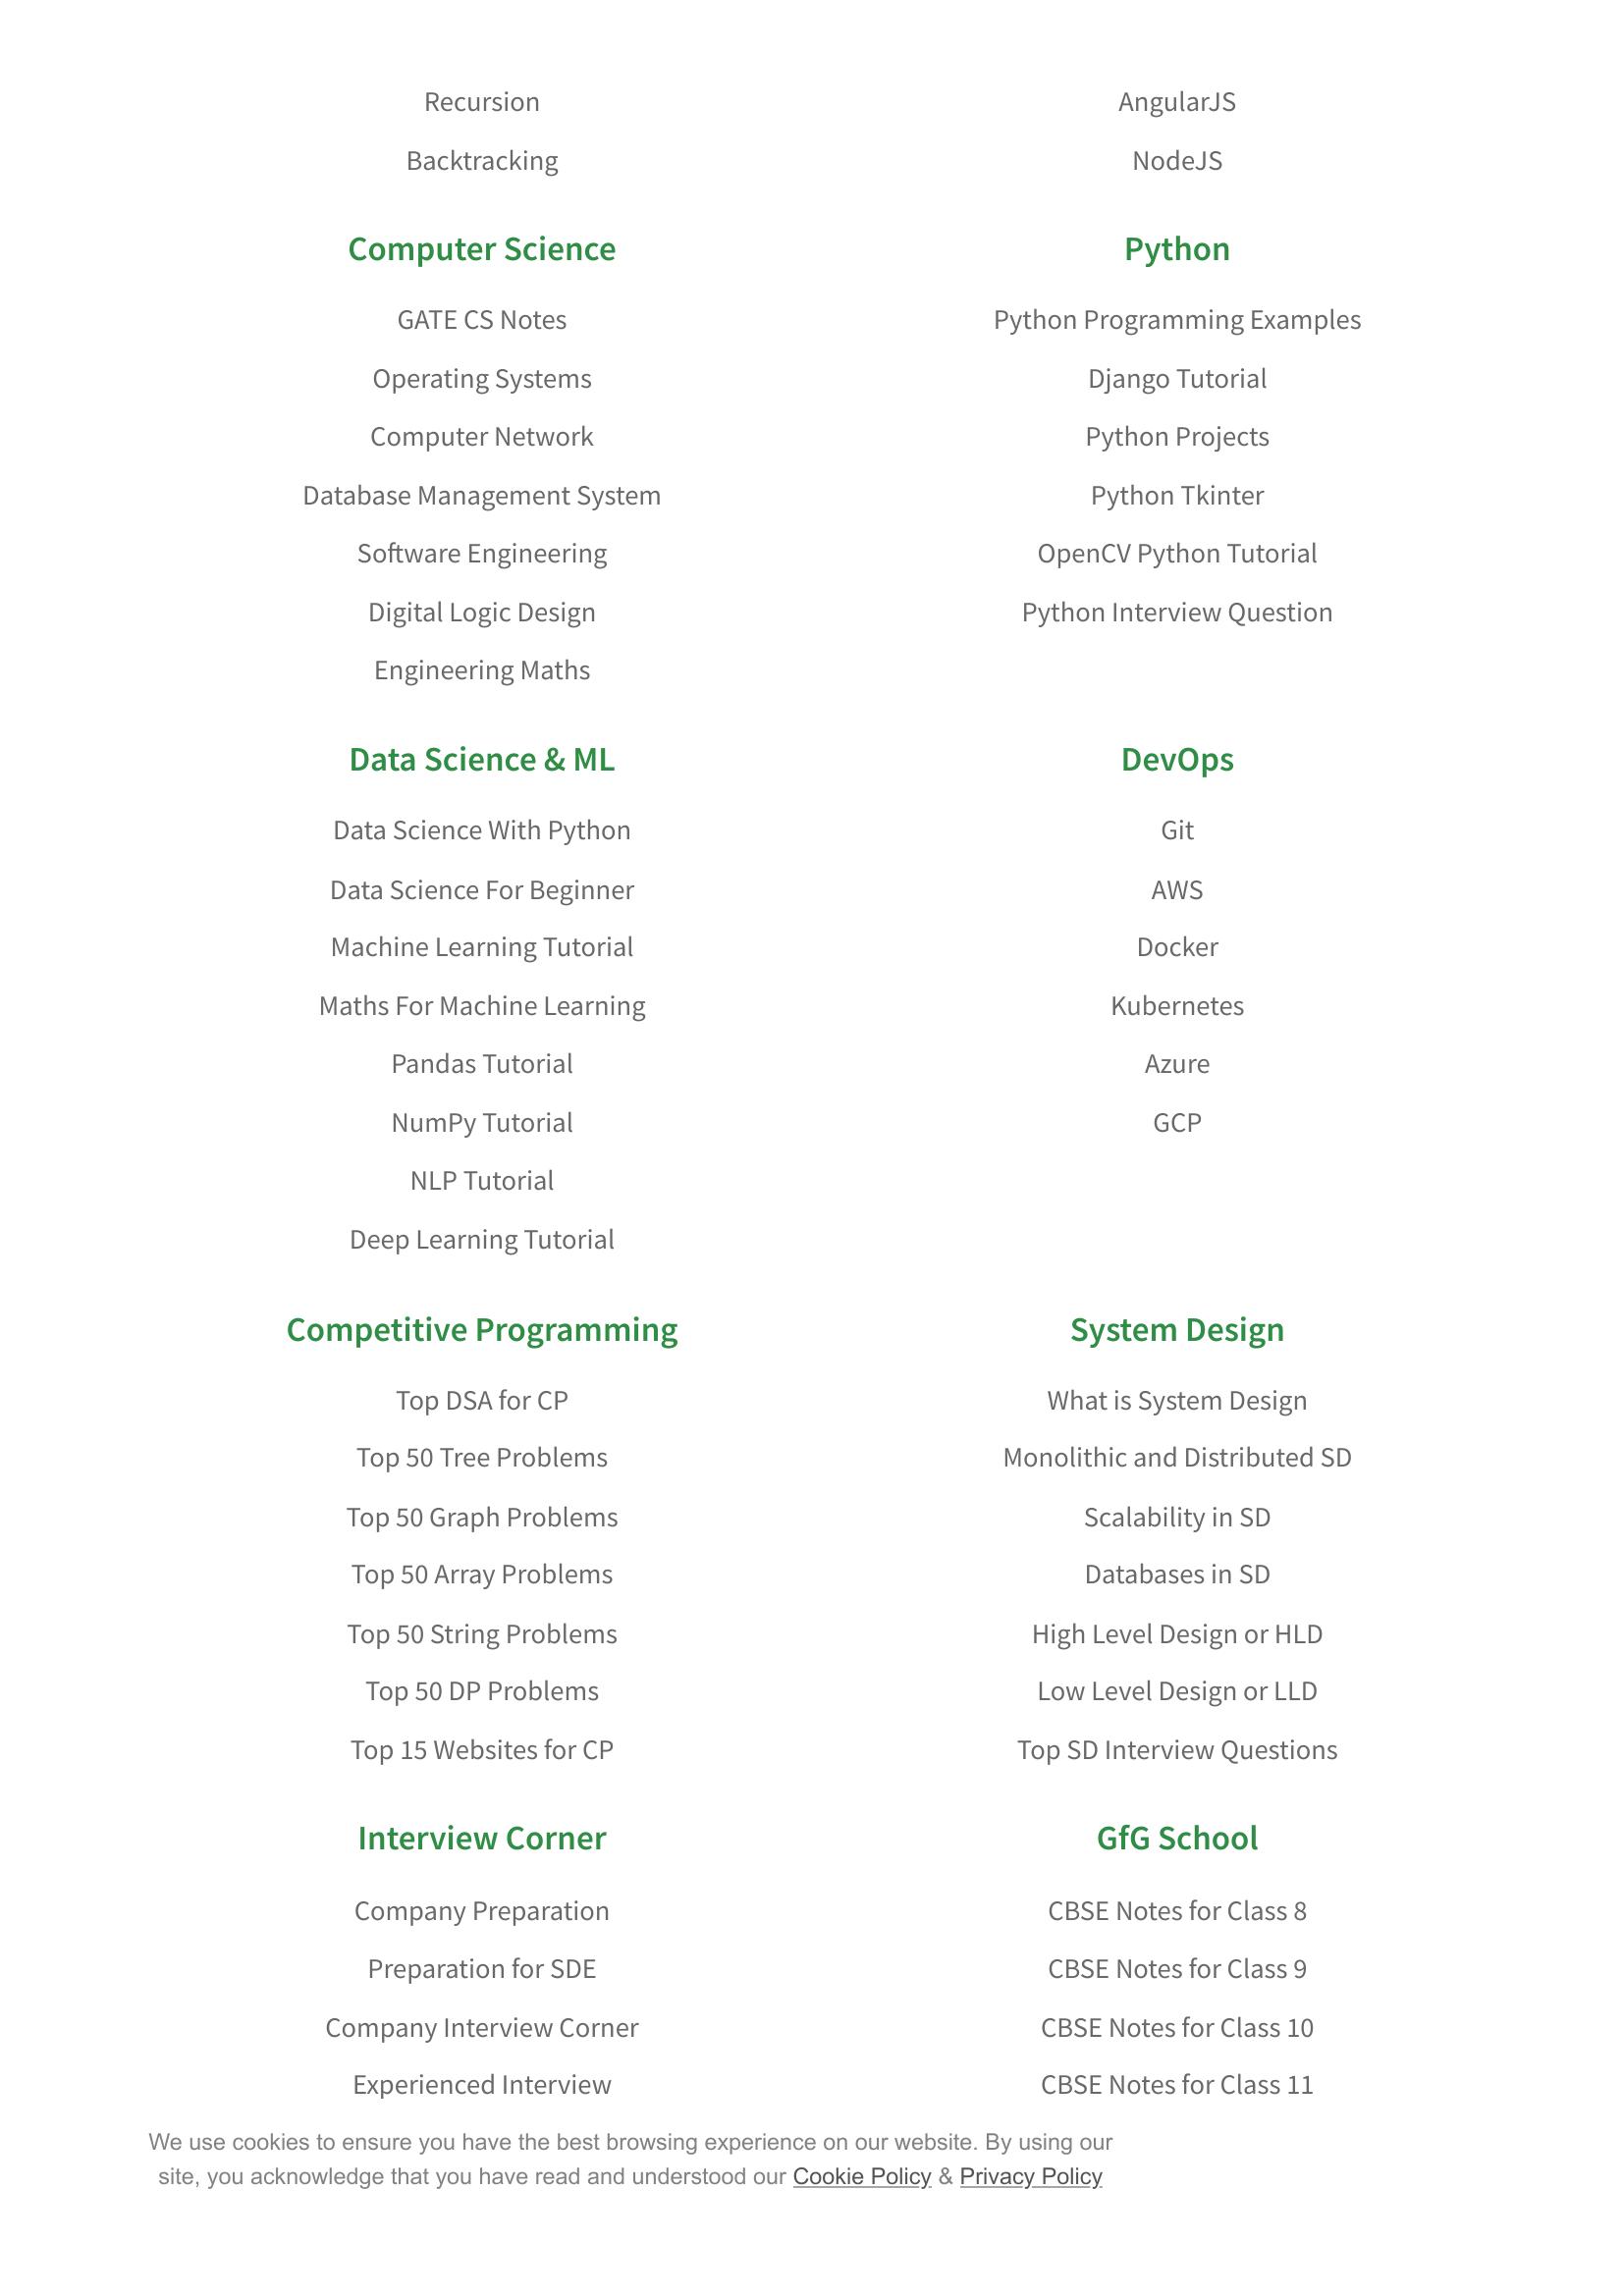 Recursion
Backtracking
AngularJS
NodeJS
Computer Science
GATE CS Notes
Operating Systems
Computer Network
Database Management System
Software Engineering
Digital Logic Design
Engineering Maths
Python
Python Programming Examples
Django Tutorial
Python Projects
Python Tkinter
OpenCV Python Tutorial
Python Interview Question
Data Science & ML
Data Science With Python
Data Science For Beginner
Machine Learning Tutorial
Maths For Machine Learning
Pandas Tutorial
NumPy Tutorial
NLP Tutorial
Deep Learning Tutorial
DevOps
Git
AWS
Docker
Kubernetes
Azure
GCP
Competitive Programming
Top DSA for CP
Top 50 Tree Problems
Top 50 Graph Problems
Top 50 Array Problems
Top 50 String Problems
Top 50 DP Problems
Top 15 Websites for CP
System Design
What is System Design
Monolithic and Distributed SD
Scalability in SD
Databases in SD
High Level Design or HLD
Low Level Design or LLD
Top SD Interview Questions
Interview Corner
Company Preparation
Preparation for SDE
Company Interview Corner
Experienced Interview
GfG School
CBSE Notes for Class 8
CBSE Notes for Class 9
CBSE Notes for Class 10
CBSE Notes for Class 11
We use cookies to ensure you have the best browsing experience on our website. By using our
site, you acknowledge that you have read and understood our Cookie Policy & Privacy Policy